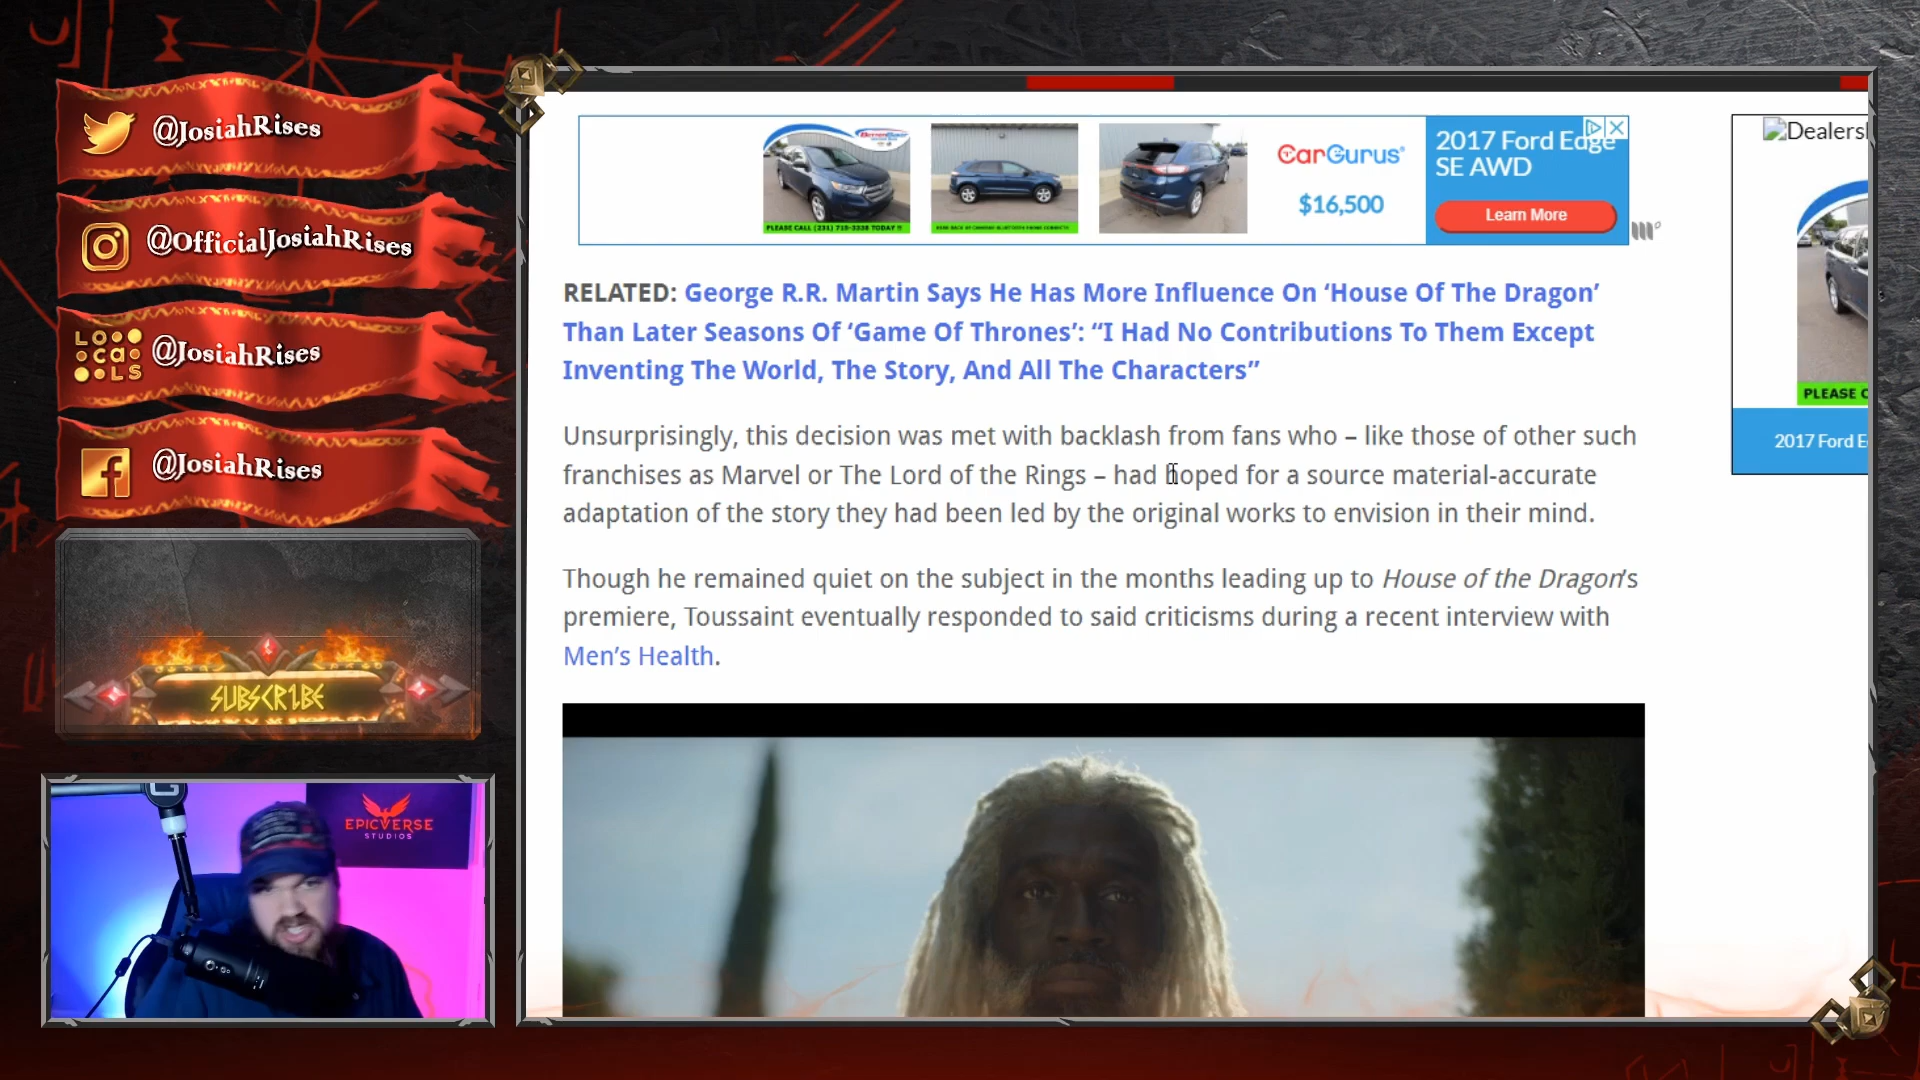 @JosiahRises
@OfficialJosiahRises
LOCALS
@JosiahRises
@JosiahRises
SUBSCRIBE
EPICVERSE
STUDIOS
PLEASE CALL (231) 719-3338 TODAY !!
CarGurus
$16,500
2017 Ford Edge
SE AWD
Learn More
Dealers
PLEASE C
2017 Ford E
RELATED: George R.R. Martin Says He Has More Influence On ‘House Of The Dragon’
Than Later Seasons Of ‘Game Of Thrones’: “I Had No Contributions To Them Except
Inventing The World, The Story, And All The Characters”
Unsurprisingly, this decision was met with backlash from fans who – like those of other such
franchises as Marvel or The Lord of the Rings – had hoped for a source material-accurate
adaptation of the story they had been led by the original works to envision in their mind.
Though he remained quiet on the subject in the months leading up to House of the Dragon’s
premiere, Toussaint eventually responded to said criticisms during a recent interview with
Men’s Health.